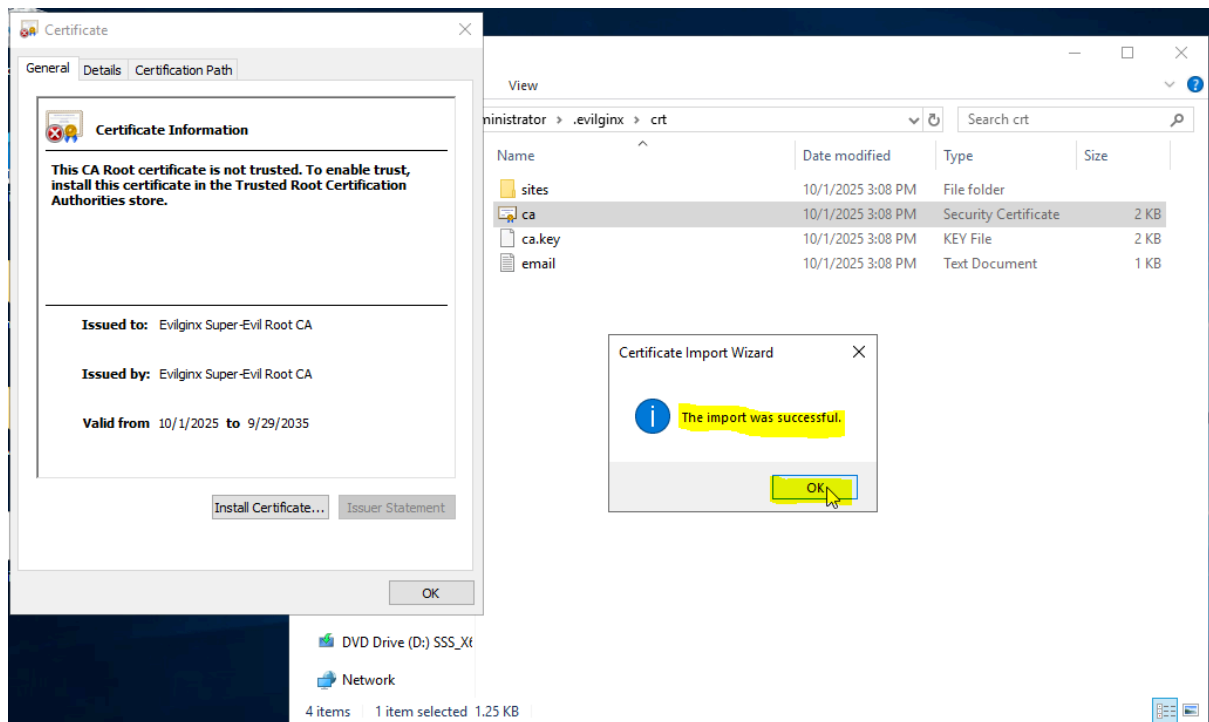 Certificate
General Details Certification Path
Certificate Information
This CA Root certificate is not trusted. To enable trust,
install this certificate in the Trusted Root Certification
Authorities store.
Issued to: Evilginx Super-Evil Root CA
Issued by: Evilginx Super-Evil Root CA
Valid from 10/1/2025 to 9/29/2035
Install Certificate... Issuer Statement
OK
View
ministrator > .evilginx > crt
Search crt
Name Date modified Type Size
sites 10/1/2025 3:08 PM File folder
ca 10/1/2025 3:08 PM Security Certificate 2 KB
ca.key 10/1/2025 3:08 PM KEY File 2 KB
email 10/1/2025 3:08 PM Text Document 1 KB
Certificate Import Wizard
The import was successful.
OK
DVD Drive (D:) SSS_X6
Network
4 items 1 item selected 1.25 KB